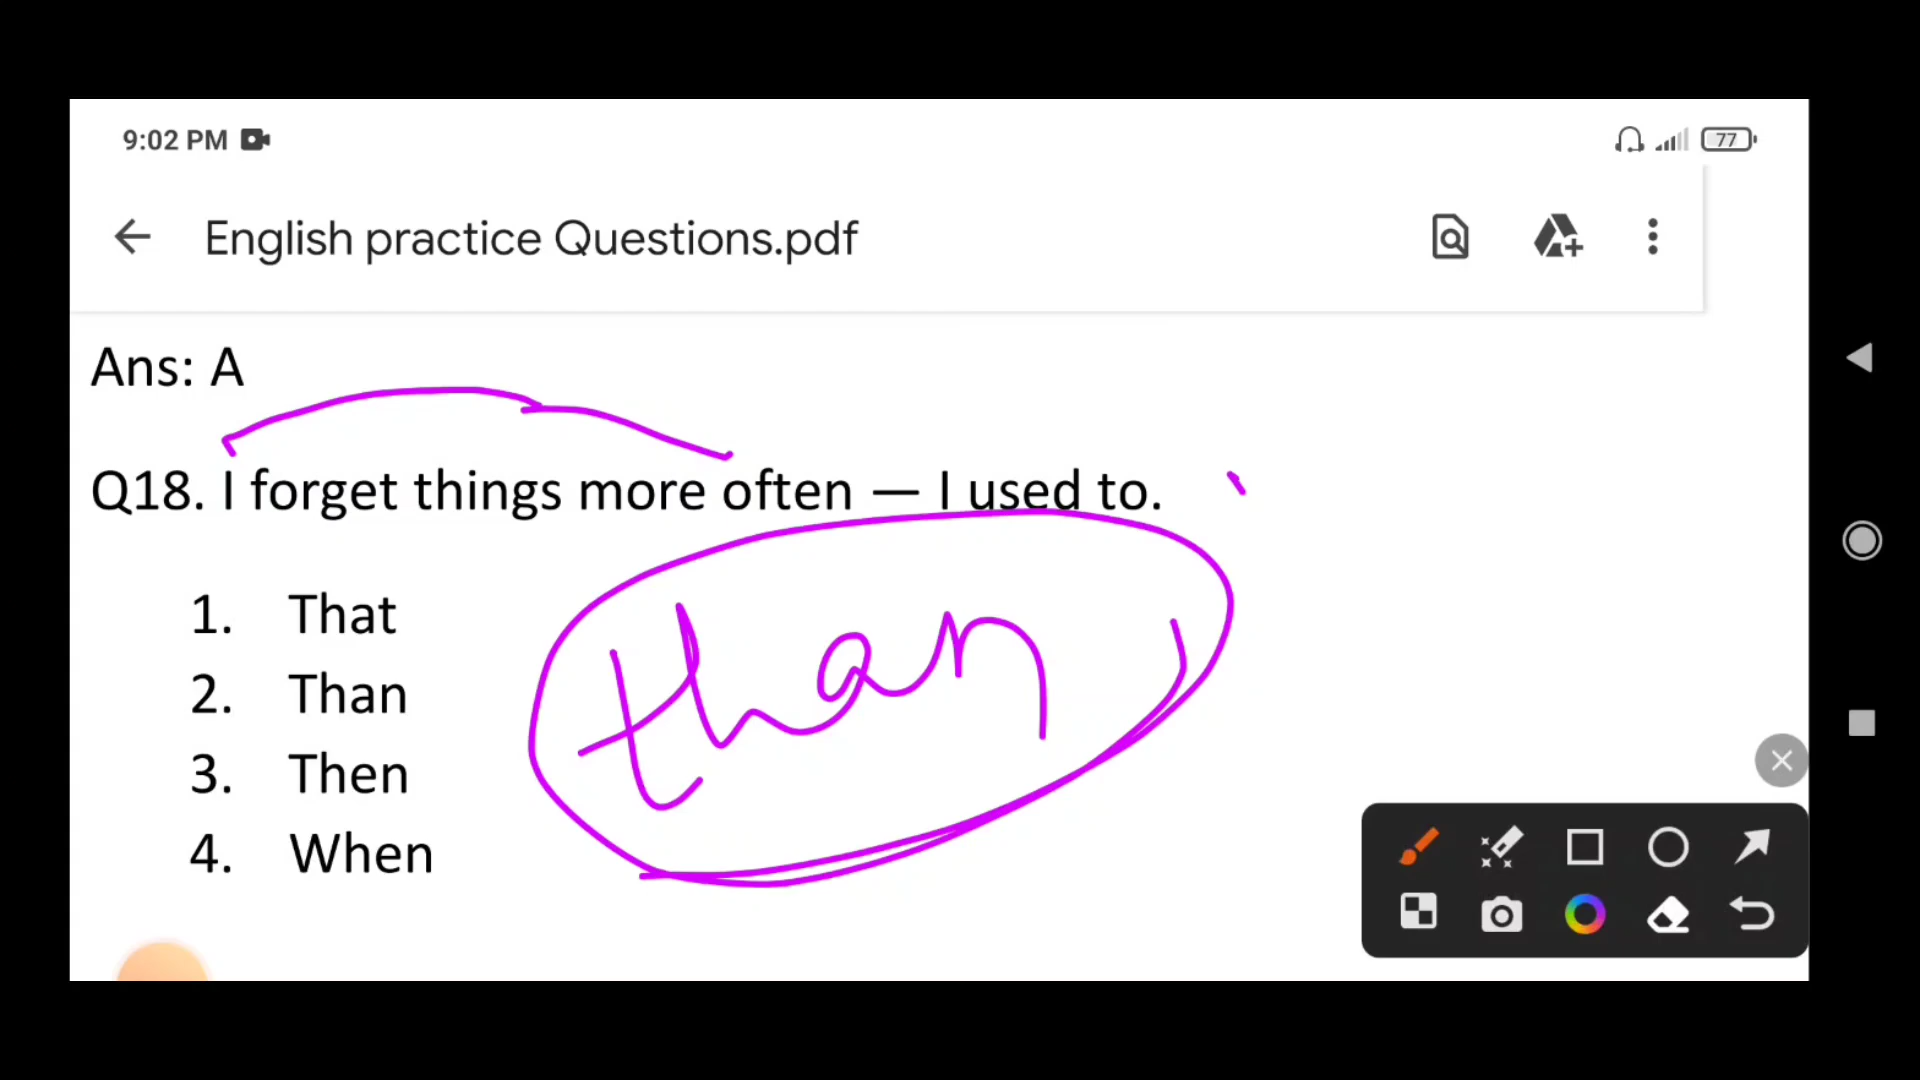 9:02 PM 77
English practice Questions.pdf
Ans: A
Q18. I forget things more often — I used to.
1. That
2. Than
3. Then
4. When
than